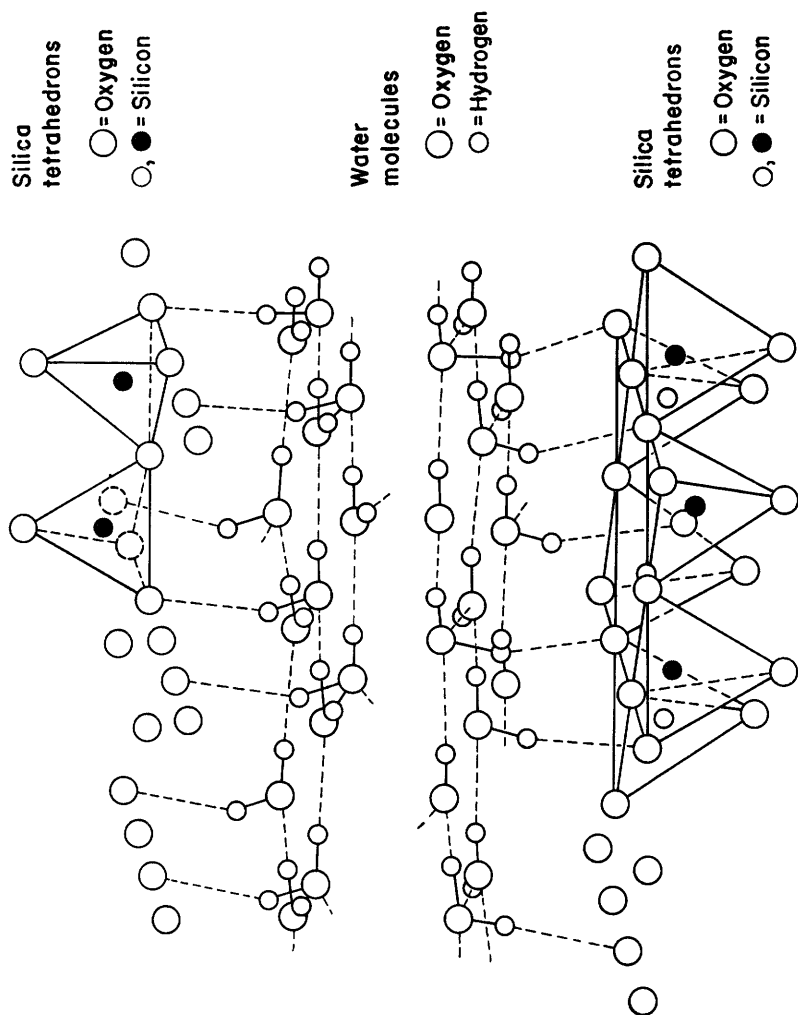 Silica
tetrahedrons
= Oxygen
, = Silicon
Water
molecules
= Oxygen
= Hydrogen
Silica
tetrahedrons
= Oxygen
, = Silicon